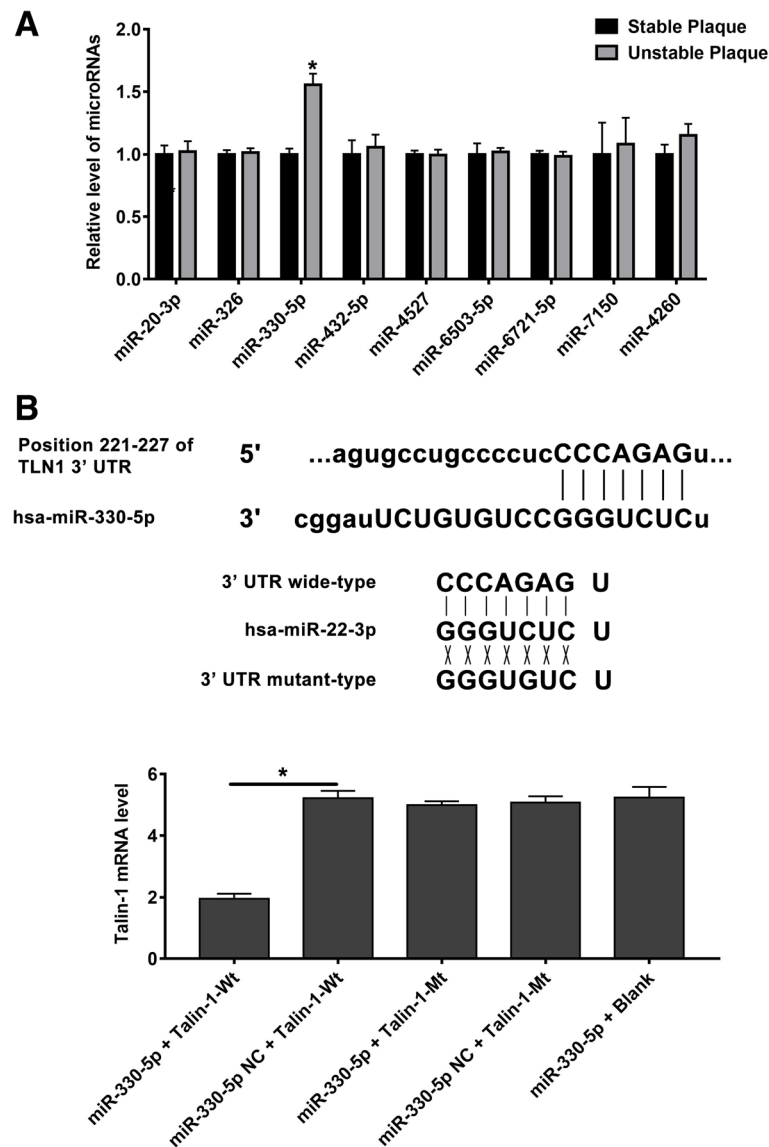 A
Relative level of microRNAs
2.0
1.5
1.0
0.5
0.0
*
Stable Plaque
Unstable Plaque
miR-20-3p
miR-326
miR-330-5p
miR-432-5p
miR-4527
miR-6503-5p
miR-6721-5p
miR-7150
miR-4260
B
Position 221-227 of
TLN1 3' UTR
5' ...agugccugccccucCCCAGAGu...
hsa-miR-330-5p 3' cggauUCUGUGUCCGGGUCUCu
3' UTR wide-type CCCAGAG U
hsa-miR-22-3p GGGUCUC U
3' UTR mutant-type GGGUGUC U
Talin-1 mRNA level
6
4
2
0
*
miR-330-5p + Talin-1-Wt
miR-330-5p NC + Talin-1-Wt
miR-330-5p + Talin-1-Mt
miR-330-5p NC + Talin-1-Mt
miR-330-5p + Blank